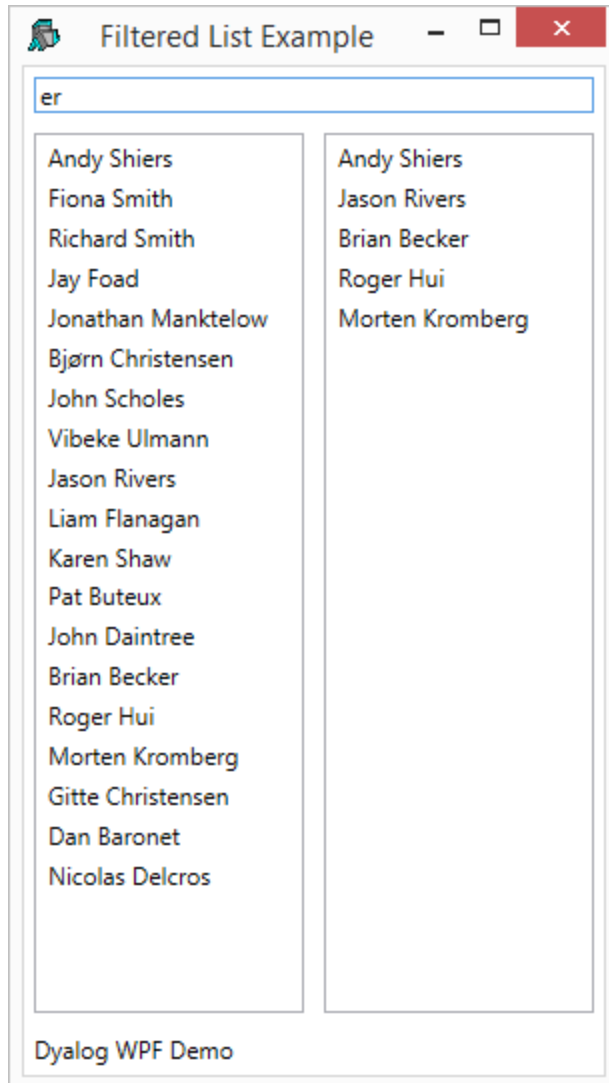 Filtered List Example
er
Andy Shiers
Fiona Smith
Richard Smith
Jay Foad
Jonathan Manktelow
Bjørn Christensen
John Scholes
Vibeke Ulmann
Jason Rivers
Liam Flanagan
Karen Shaw
Pat Buteux
John Daintree
Brian Becker
Roger Hui
Morten Kromberg
Gitte Christensen
Dan Baronet
Nicolas Delcros
Andy Shiers
Jason Rivers
Brian Becker
Roger Hui
Morten Kromberg
Dyalog WPF Demo